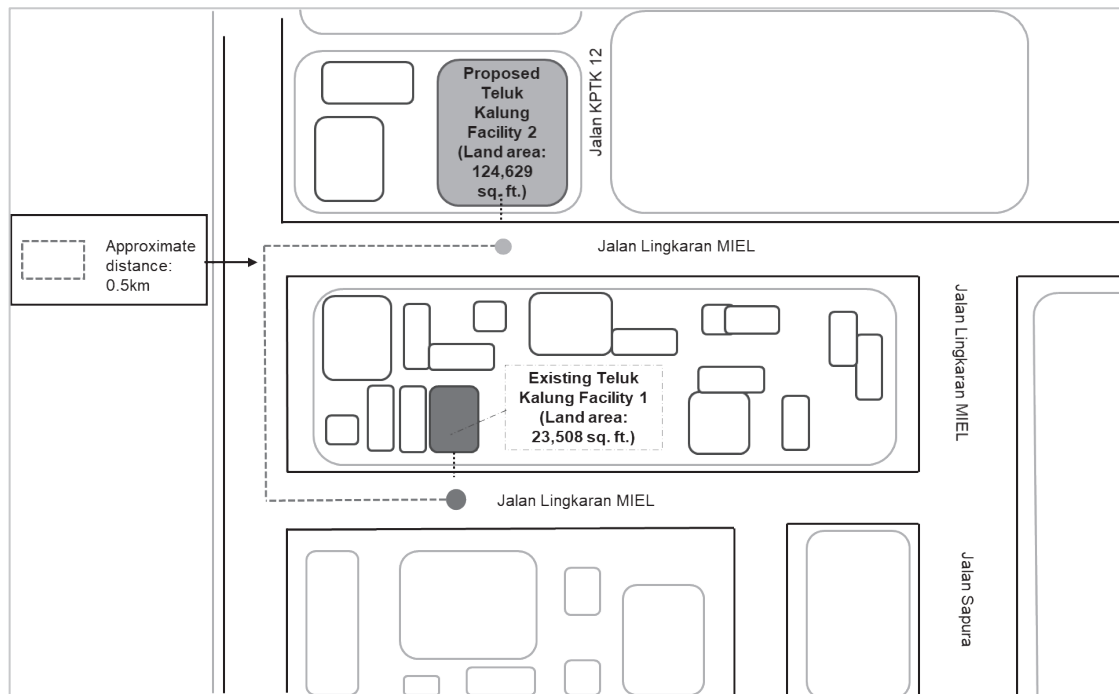 Proposed
Teluk
Kalung
Facility 2
(Land area:
124,629
sq. ft.)
Jalan KPTK 12
Approximate
distance:
0.5km
Jalan Lingkaran MIEL
Jalan Lingkaran MIEL
Existing Teluk
Kalung Facility 1
(Land area:
23,508 sq. ft.)
Jalan Lingkaran MIEL
Jalan Sapura